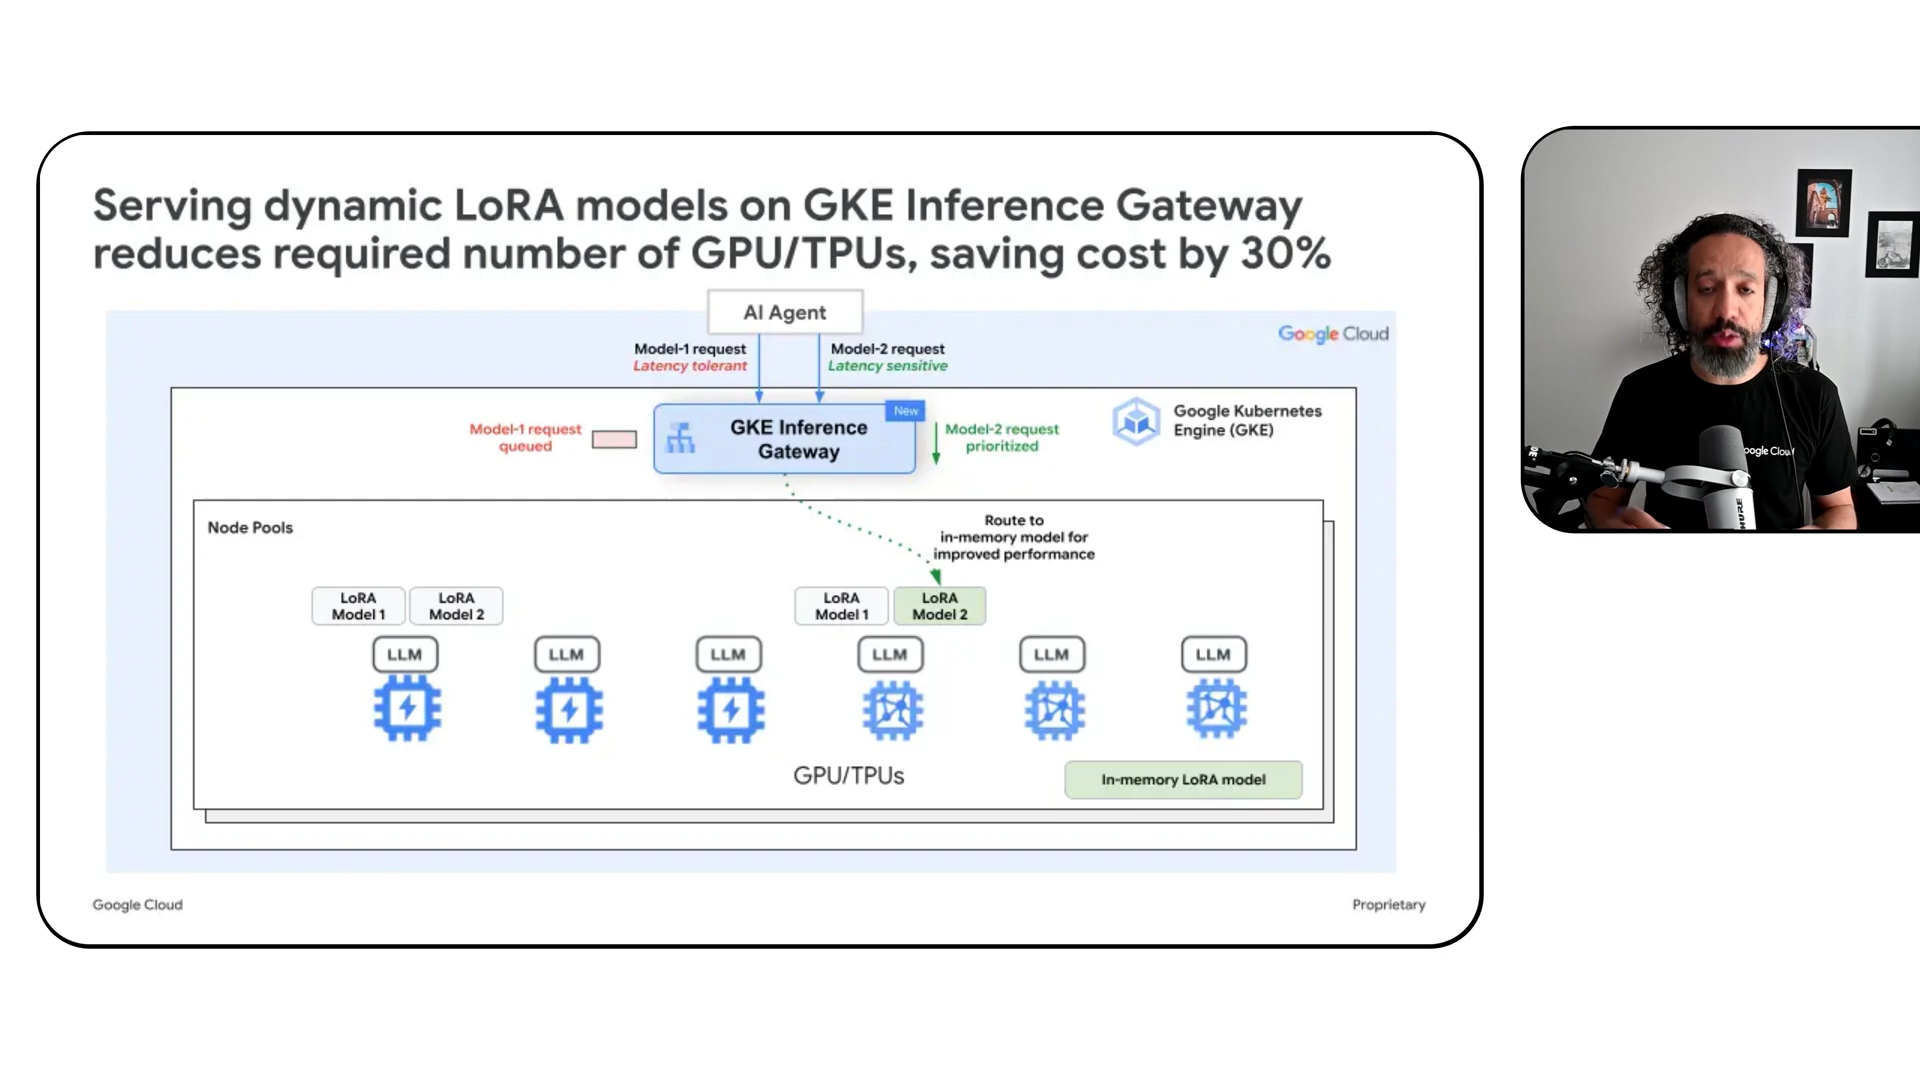 Serving dynamic LoRA models on GKE Inference Gateway
reduces required number of GPU/TPUs, saving cost by 30%
AI Agent
Google Cloud
Model-1 request
Latency tolerant
Model-2 request
Latency sensitive
New
GKE Inference
Gateway
Model-1 request
queued
Model-2 request
prioritized
Google Kubernetes
Engine (GKE)
Node Pools
Route to
in-memory model for
improved performance
LoRA
Model 1
LoRA
Model 2
LoRA
Model 1
LoRA
Model 2
LLM
LLM
LLM
LLM
LLM
LLM
GPU/TPUs
In-memory LoRA model
Google Cloud
Proprietary
oogle Cloud